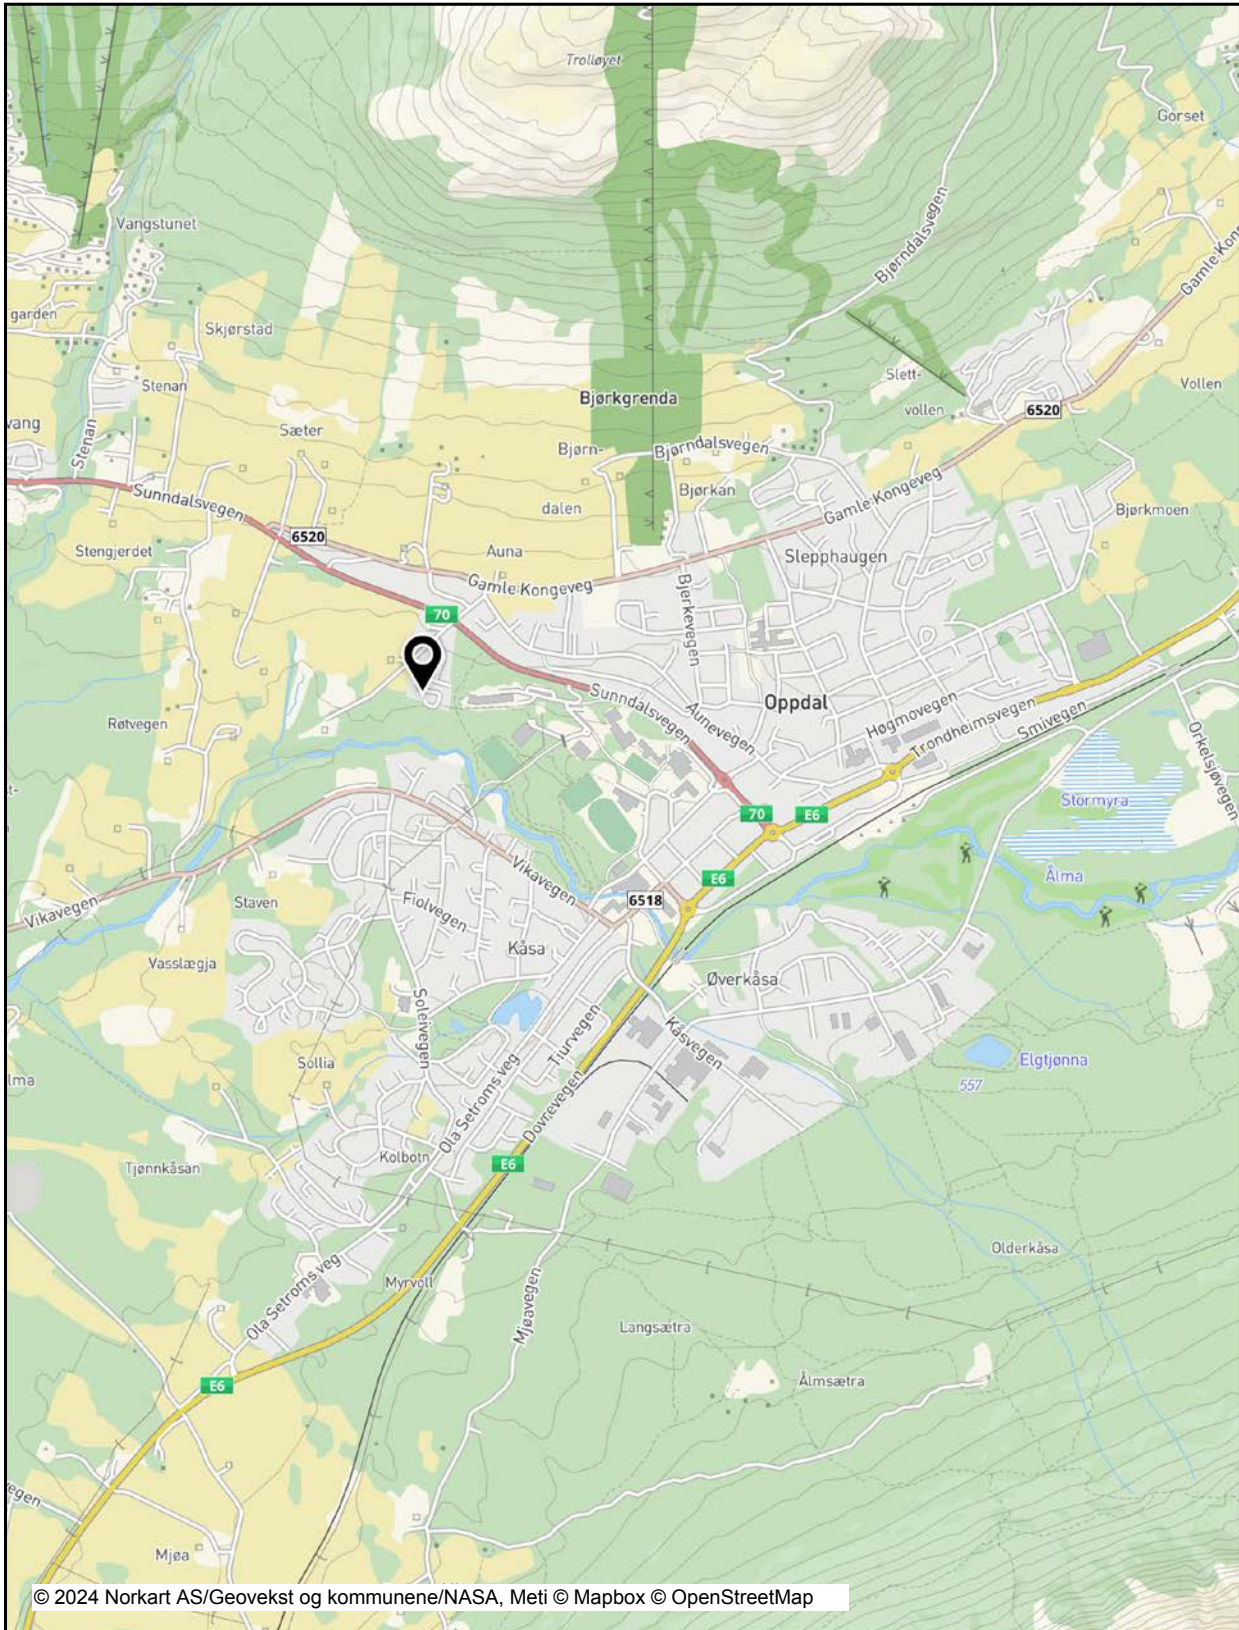 Trolløyet
Gorset
Vangstunet
Bjørndalsvegen
Gamle Kon
garden
Skjørstad
Stenan
Slett-
vollen
Vollen
Bjørkgrenda
6520
vang
Stenan
Sæter
Bjørn-
Bjørndalsvegen
Bjørkan
dalen
Sunndalsvegen
Gamle Kongeveg
Bjørkmoen
6520
Stengjerdet
Auna
Slepphaugen
Gamle Kongeveg
Bjerkevegen
70
Røtvegen
Sunndalsvegen
Aunevegen
Oppdal
Høgmovegen
Trondheimsvegen
Smivegen
Orkelsjøvegen
Stormyra
70
E6
E6
Ålma
Vikavegen
Vikavegen
Staven
Fiolvegen
6518
Kåsa
Vasslægja
Øverkåsa
Soleivegen
Tiurvegen
Kåsvegen
Elgtjønna
557
Sollia
lma
Ola Setroms veg
Dovrevegen
Kolbotn
E6
Tjønnkåsan
Olderkåsa
Ola Setroms veg
Myrvoll
Mjøavegen
Langsætra
Ålmsætra
E6
vegen
Mjøa
© 2024 Norkart AS/Geovekst og kommunene/NASA, Meti © Mapbox © OpenStreetMap